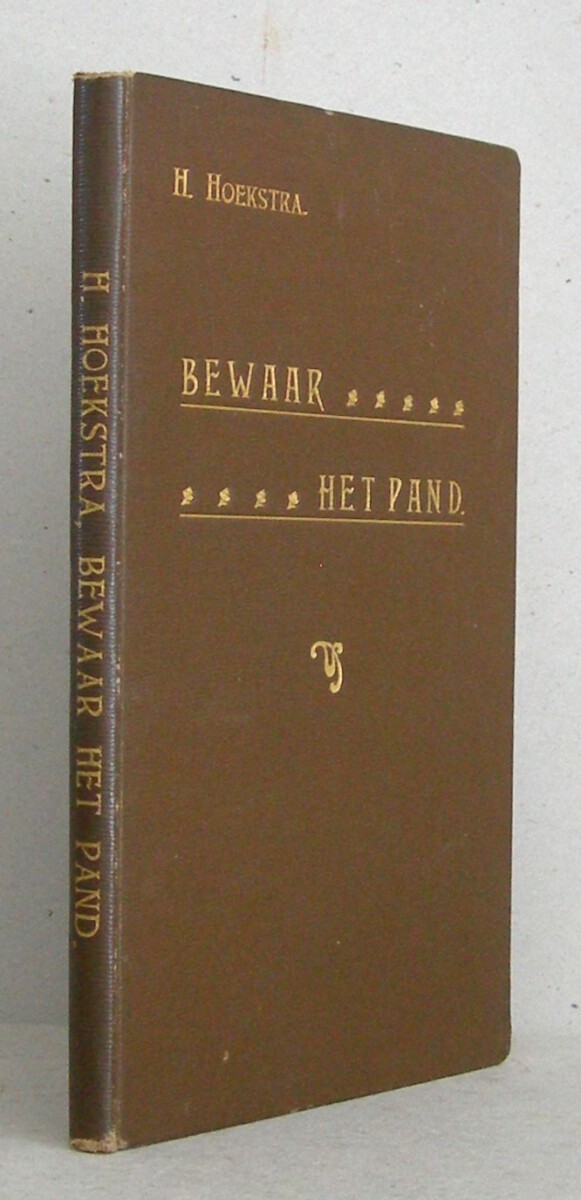 H. HOEKSTRA.
BEWAAR
HET PAND.
H. HOEKSTRA, BEWAAR HET PAND.